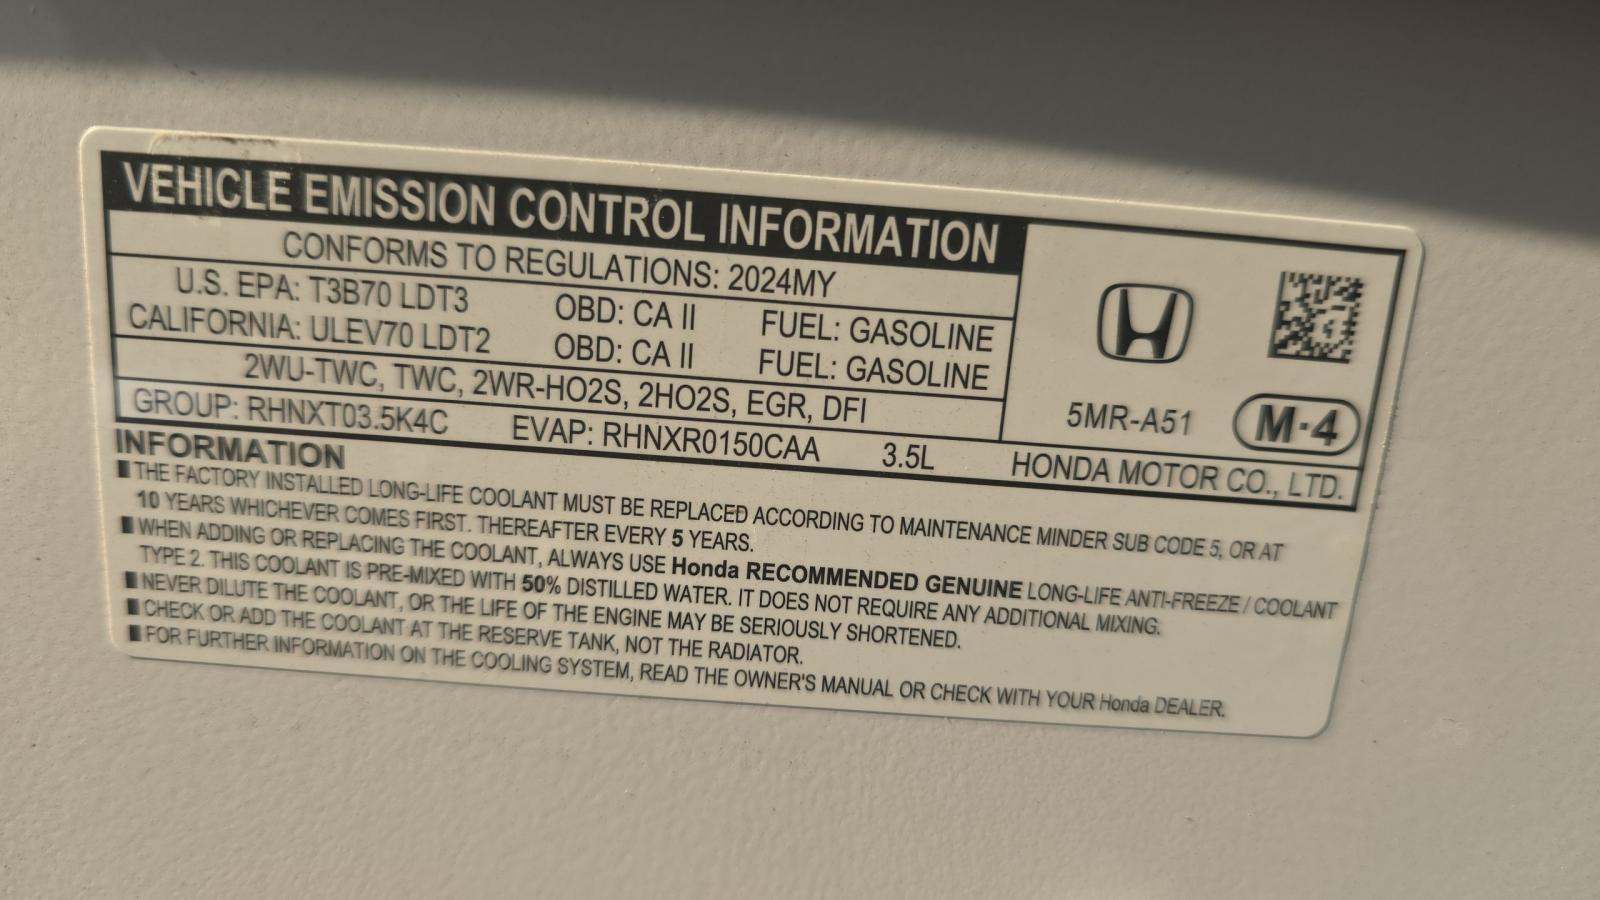 VEHICLE EMISSION CONTROL INFORMATION
CONFORMS TO REGULATIONS: 2024MY
U.S. EPA: T3B70 LDT3 OBD: CA II FUEL: GASOLINE
CALIFORNIA: ULEV70 LDT2 OBD: CA II FUEL: GASOLINE
2WU-TWC, TWC, 2WR-HO2S, 2HO2S, EGR, DFI
5MR-A51 M-4
GROUP: RHNXT03.5K4C EVAP: RHNXR0150CAA 3.5L HONDA MOTOR CO., LTD.
INFORMATION
THE FACTORY INSTALLED LONG-LIFE COOLANT MUST BE REPLACED ACCORDING TO MAINTENANCE MINDER SUB CODE 5, OR AT
10 YEARS WHICHEVER COMES FIRST. THEREAFTER EVERY 5 YEARS.
WHEN ADDING OR REPLACING THE COOLANT, ALWAYS USE Honda RECOMMENDED GENUINE LONG-LIFE ANTI-FREEZE / COOLANT
TYPE 2. THIS COOLANT IS PRE-MIXED WITH 50% DISTILLED WATER. IT DOES NOT REQUIRE ANY ADDITIONAL MIXING.
NEVER DILUTE THE COOLANT, OR THE LIFE OF THE ENGINE MAY BE SERIOUSLY SHORTENED.
CHECK OR ADD THE COOLANT AT THE RESERVE TANK, NOT THE RADIATOR.
FOR FURTHER INFORMATION ON THE COOLING SYSTEM, READ THE OWNER'S MANUAL OR CHECK WITH YOUR Honda DEALER.